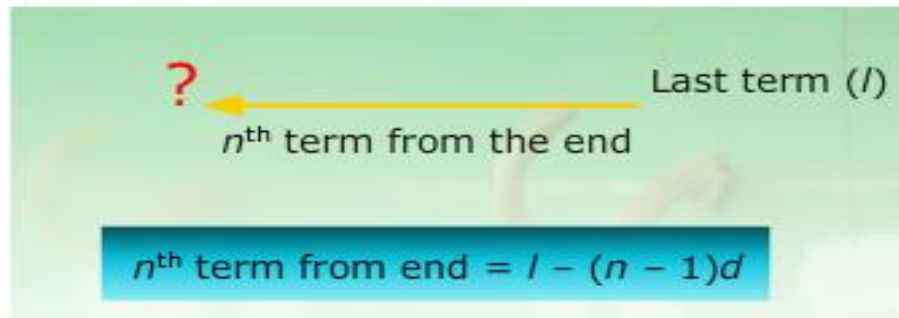 ?
Last term (l)
nth term from the end
nth term from end = l – (n – 1)d